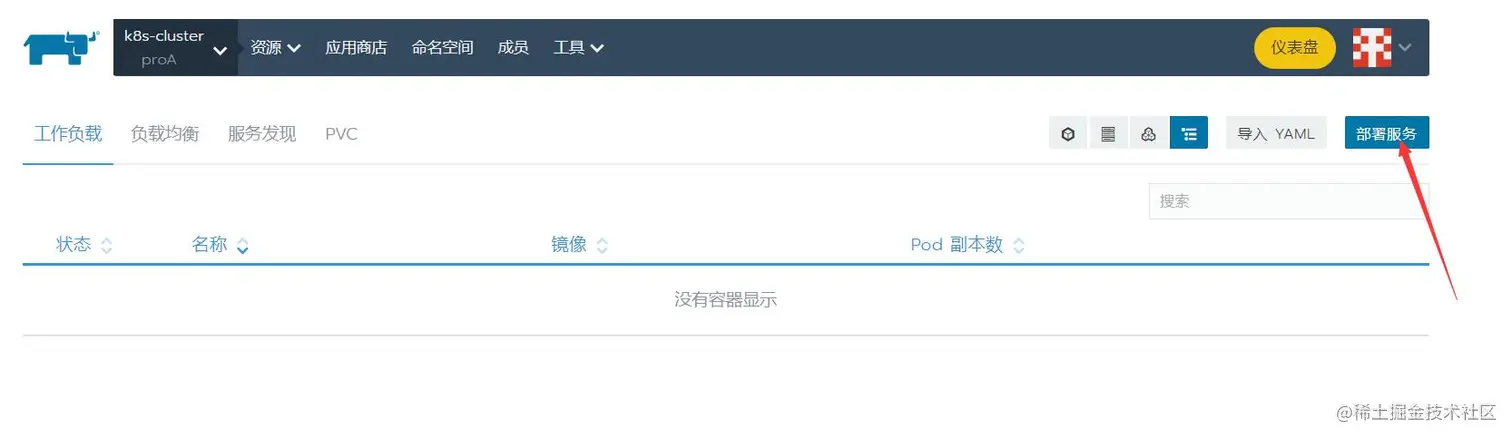 k8s-cluster
proA
资源 应用商店 命名空间 成员 工具 仪表盘
工作负载 负载均衡 服务发现 PVC 导入 YAML 部署服务
搜索
状态 名称 镜像 Pod 副本数
没有容器显示
@稀土掘金技术社区